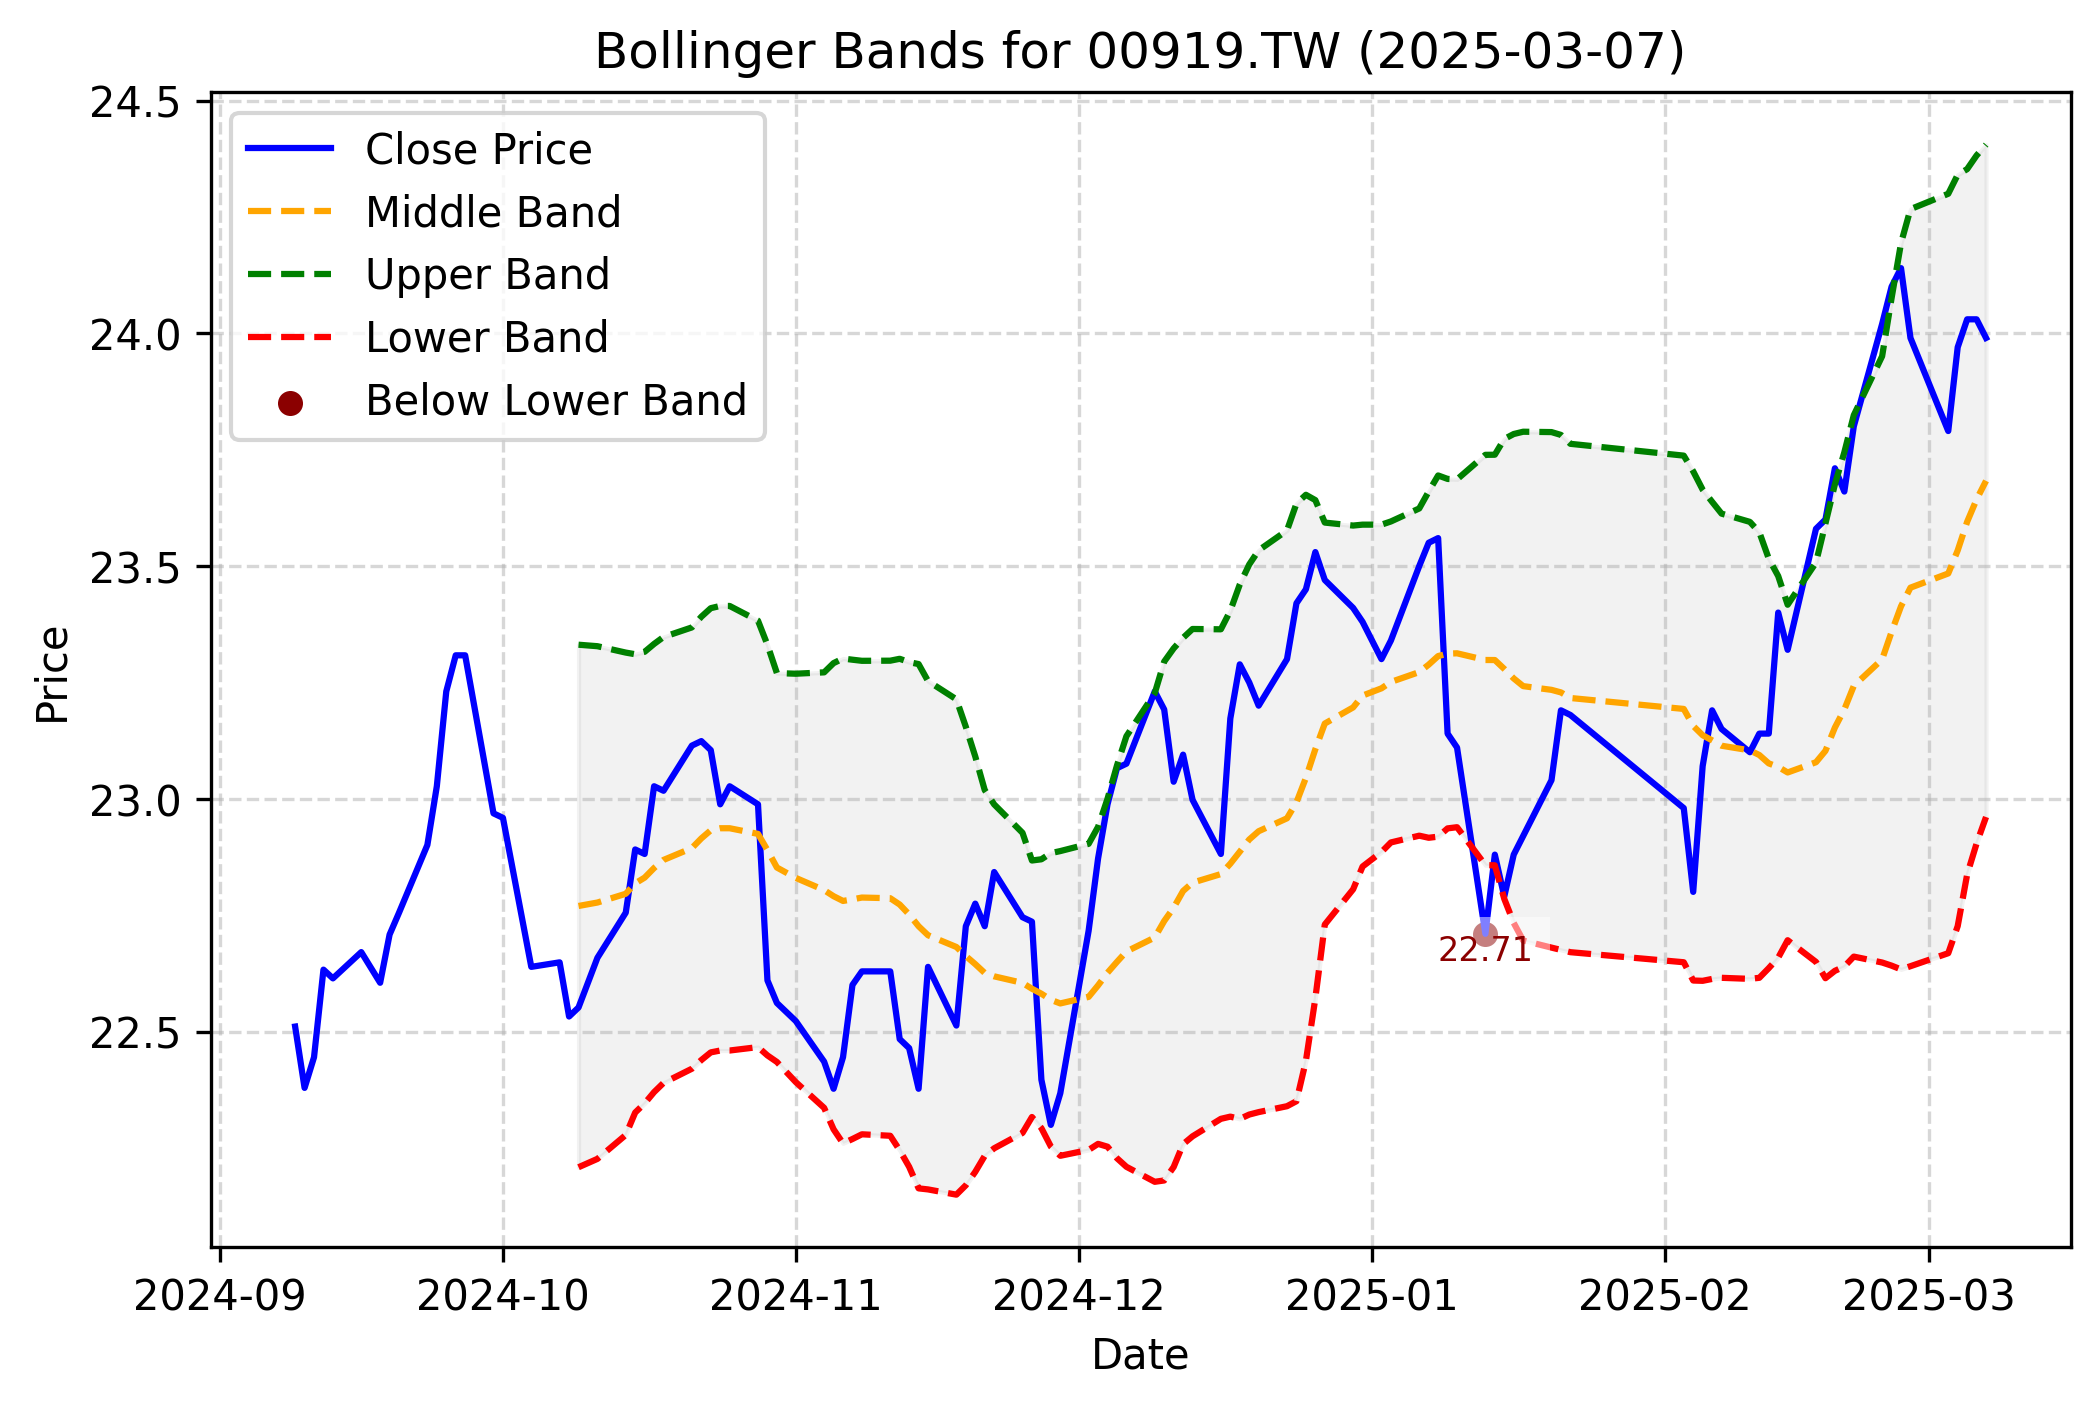 Bollinger Bands for 00919.TW (2025-03-07)
24.5
24.0
23.5
23.0
22.5
Price
Close Price
Middle Band
Upper Band
Lower Band
Below Lower Band
22.71
2024-09
2024-10
2024-11
2024-12
2025-01
2025-02
2025-03
Date